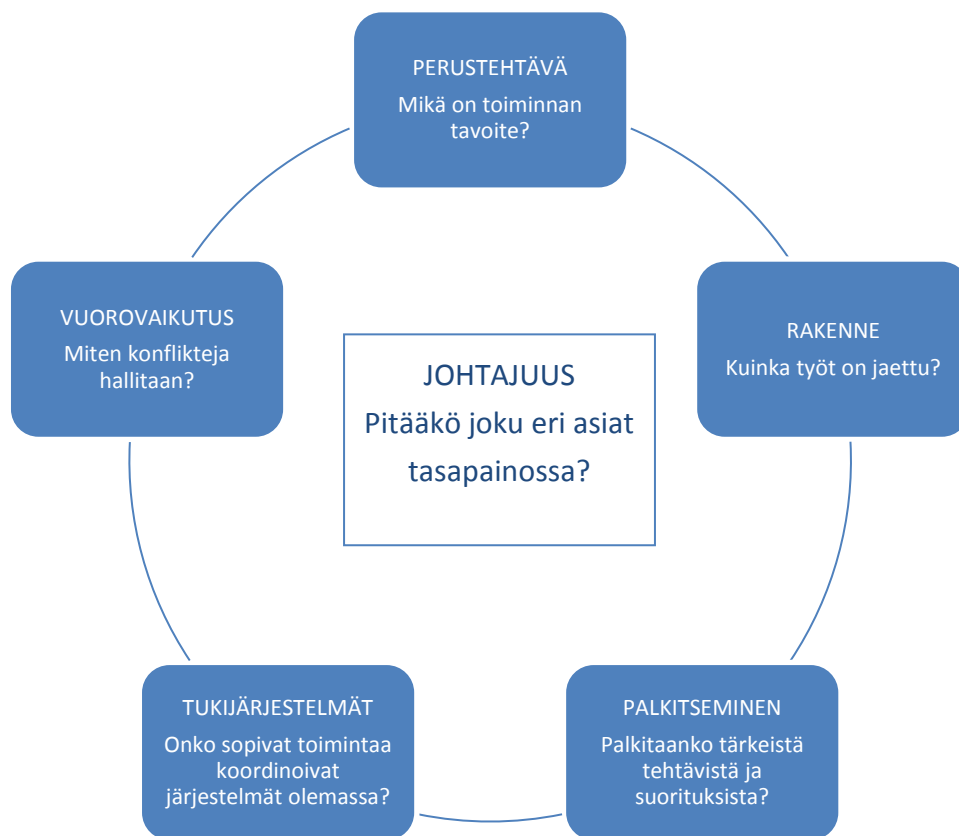 PERUSTEHTÄVÄ
Mikä on toiminnan
tavoite?
VUOROVAIKUTUS
Miten konflikteja
hallitaan?
RAKENNE
Kuinka työt on jaettu?
JOHTAJUUS
Pitääkö joku eri asiat
tasapainossa?
TUKIJÄRJESTELMÄT
Onko sopivat toimintaa
koordinoivat
järjestelmät olemassa?
PALKITSEMINEN
Palkitaanko tärkeistä
tehtävistä ja
suorituksista?